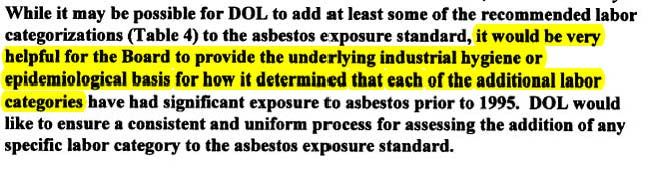 While it may be possible for DOL to add at least some of the recommended labor
categorizations (Table 4) to the asbestos exposure standard, it would be very
helpful for the Board to provide the underlying industrial hygiene or
epidemiological basis for how it determined that each of the additional labor
categories have had significant exposure to asbestos prior to 1995.  DOL would
like to ensure a consistent and uniform process for assessing the addition of any
specific labor category to the asbestos exposure standard.